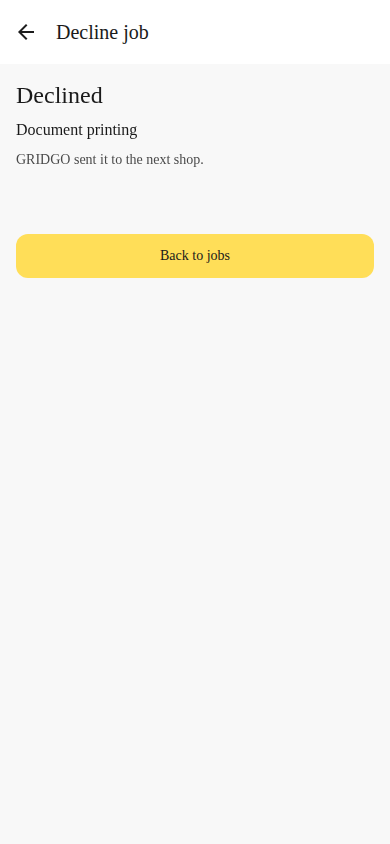 Decline job
Declined
Document printing
GRIDGO sent it to the next shop.
Back to jobs